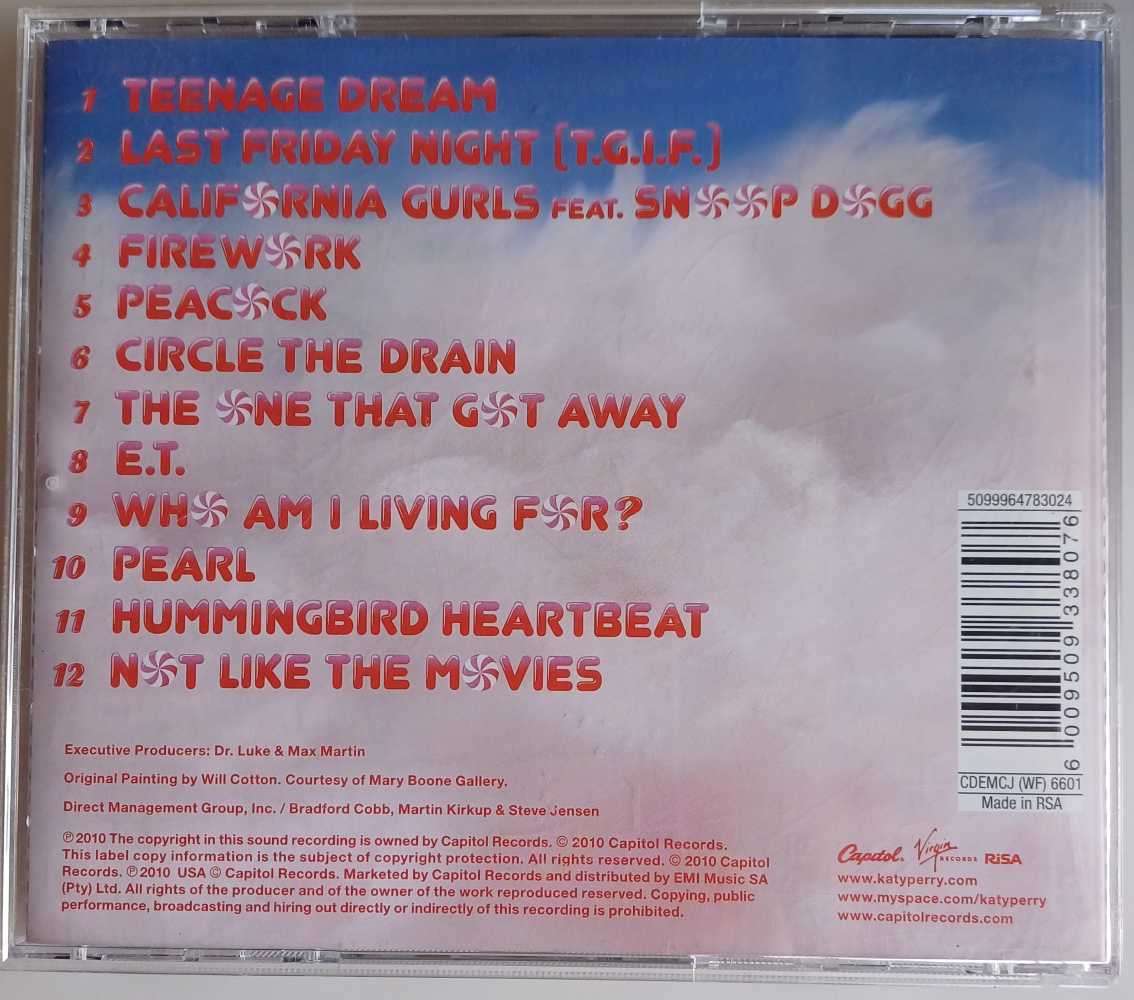 1 TEENAGE DREAM
2 LAST FRIDAY NIGHT (T.G.I.F.)
3 CALIFORNIA GURLS FEAT. SNOOP DOGG
4 FIREWORK
5 PEACOCK
6 CIRCLE THE DRAIN
7 THE ONE THAT GOT AWAY
8 E.T.
9 WHO AM I LIVING FOR?
10 PEARL
11 HUMMINGBIRD HEARTBEAT
12 NOT LIKE THE MOVIES
Executive Producers: Dr. Luke & Max Martin
Original Painting by Will Cotton. Courtesy of Mary Boone Gallery.
Direct Management Group, Inc. / Bradford Cobb, Martin Kirkup & Steve Jensen
℗2010 The copyright in this sound recording is owned by Capitol Records. © 2010 Capitol Records.
This label copy information is the subject of copyright protection. All rights reserved. © 2010 Capitol
Records. ℗2010 USA © Capitol Records. Marketed by Capitol Records and distributed by EMI Music SA
(Pty) Ltd. All rights of the producer and of the owner of the work reproduced reserved. Copying, public
performance, broadcasting and hiring out directly or indirectly of this recording is prohibited.
5099964783024
6 009509 338076
CDEMCJ (WF) 6601
Made in RSA
Capitol. Virgin RECORDS RiSA
www.katyperry.com
www.myspace.com/katyperry
www.capitolrecords.com